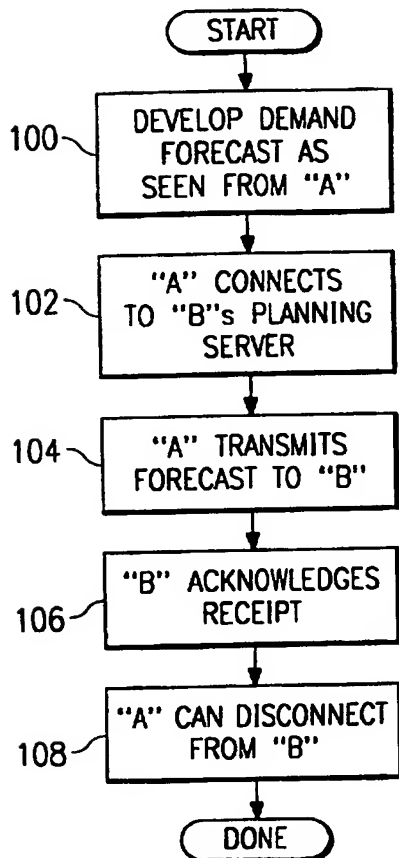 START
100
DEVELOP DEMAND
FORECAST AS
SEEN FROM "A"
102
"A" CONNECTS
TO "B"s PLANNING
SERVER
104
"A" TRANSMITS
FORECAST TO "B"
106
"B" ACKNOWLEDGES
RECEIPT
108
"A" CAN DISCONNECT
FROM "B"
DONE